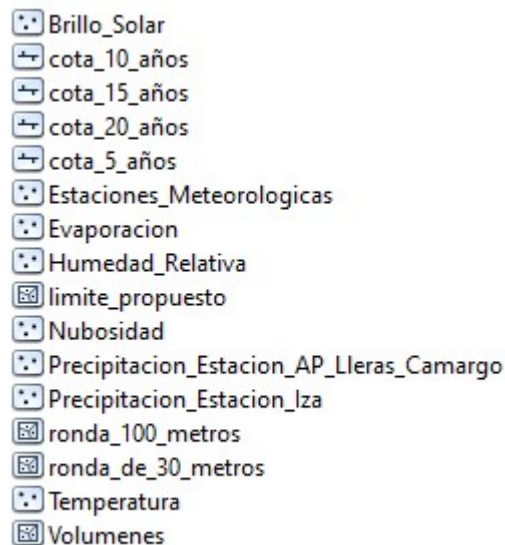 Brillo_Solar
cota_10_años
cota_15_años
cota_20_años
cota_5_años
Estaciones_Meteorologicas
Evaporacion
Humedad_Relativa
limite_propuesto
Nubosidad
Precipitacion_Estacion_AP_Lleras_Camargo
Precipitacion_Estacion_Iza
ronda_100_metros
ronda_de_30_metros
Temperatura
Volumenes